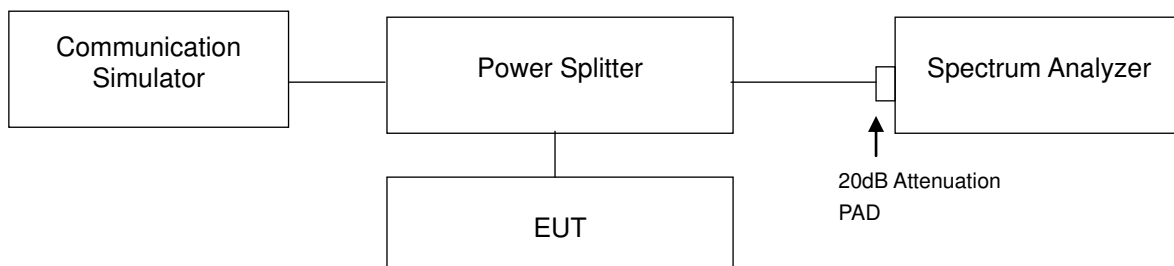 Communication
Simulator
Power Splitter
Spectrum Analyzer
20dB Attenuation
PAD
EUT